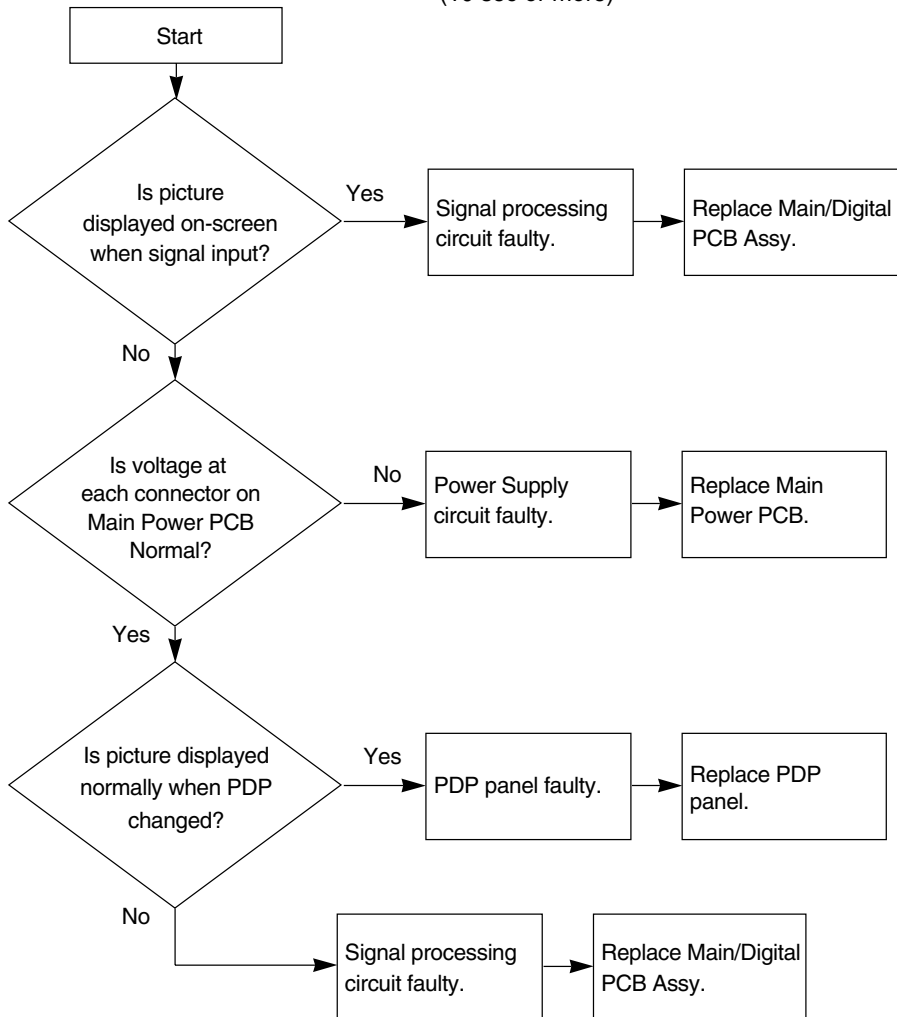 Start
Is picture
displayed on-screen
when signal input?
Yes
Signal processing
circuit faulty.
Replace Main/Digital
PCB Assy.
No
Is voltage at
each connector on
Main Power PCB
Normal?
No
Power Supply
circuit faulty.
Replace Main
Power PCB.
Yes
Is picture displayed
normally when PDP
changed?
Yes
PDP panel faulty.
Replace PDP
panel.
No
Signal processing
circuit faulty.
Replace Main/Digital
PCB Assy.